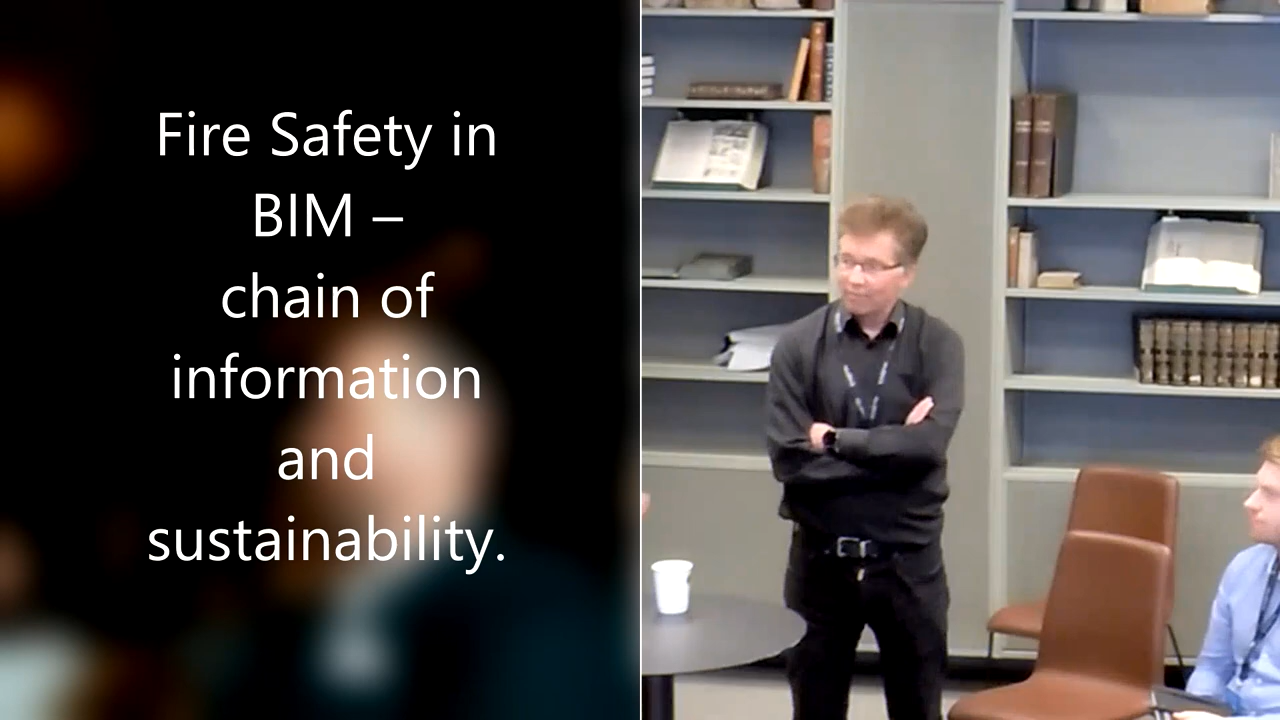 Fire Safety in
BIM –
chain of
information
and
sustainability.